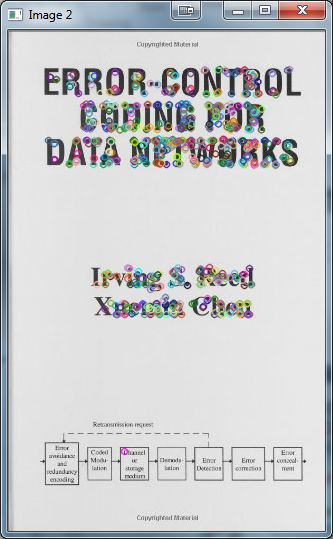 Image 2
Copyrighted Material
ERROR-CONTROL
CODING FOR
DATA NETWORKS
Irving S. Reed
Xuemin Chen
Retransmission request
Error avoidance and redundancy encoding
Coded Modu-lation
Channel or storage medium
Demodu-lation
Error Detection
Error correction
Error conceal-ment
Copyrighted Material